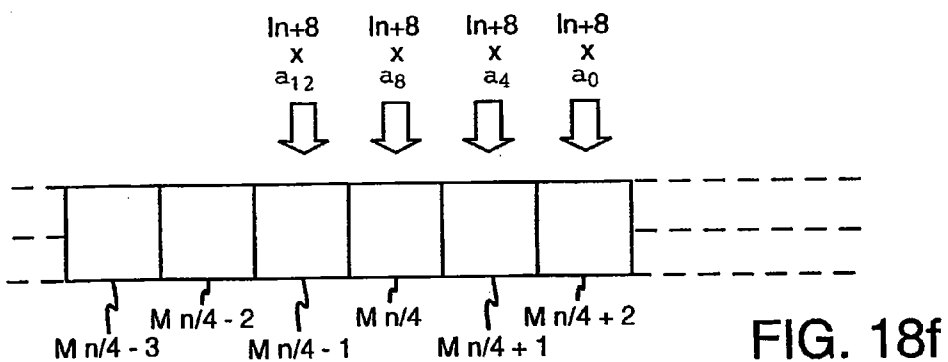 In+8 In+8 In+8 In+8
x x x x
a12 a8 a4 a0
M n/4 - 3 M n/4 - 2 M n/4 - 1 M n/4 M n/4 + 1 M n/4 + 2
FIG. 18f